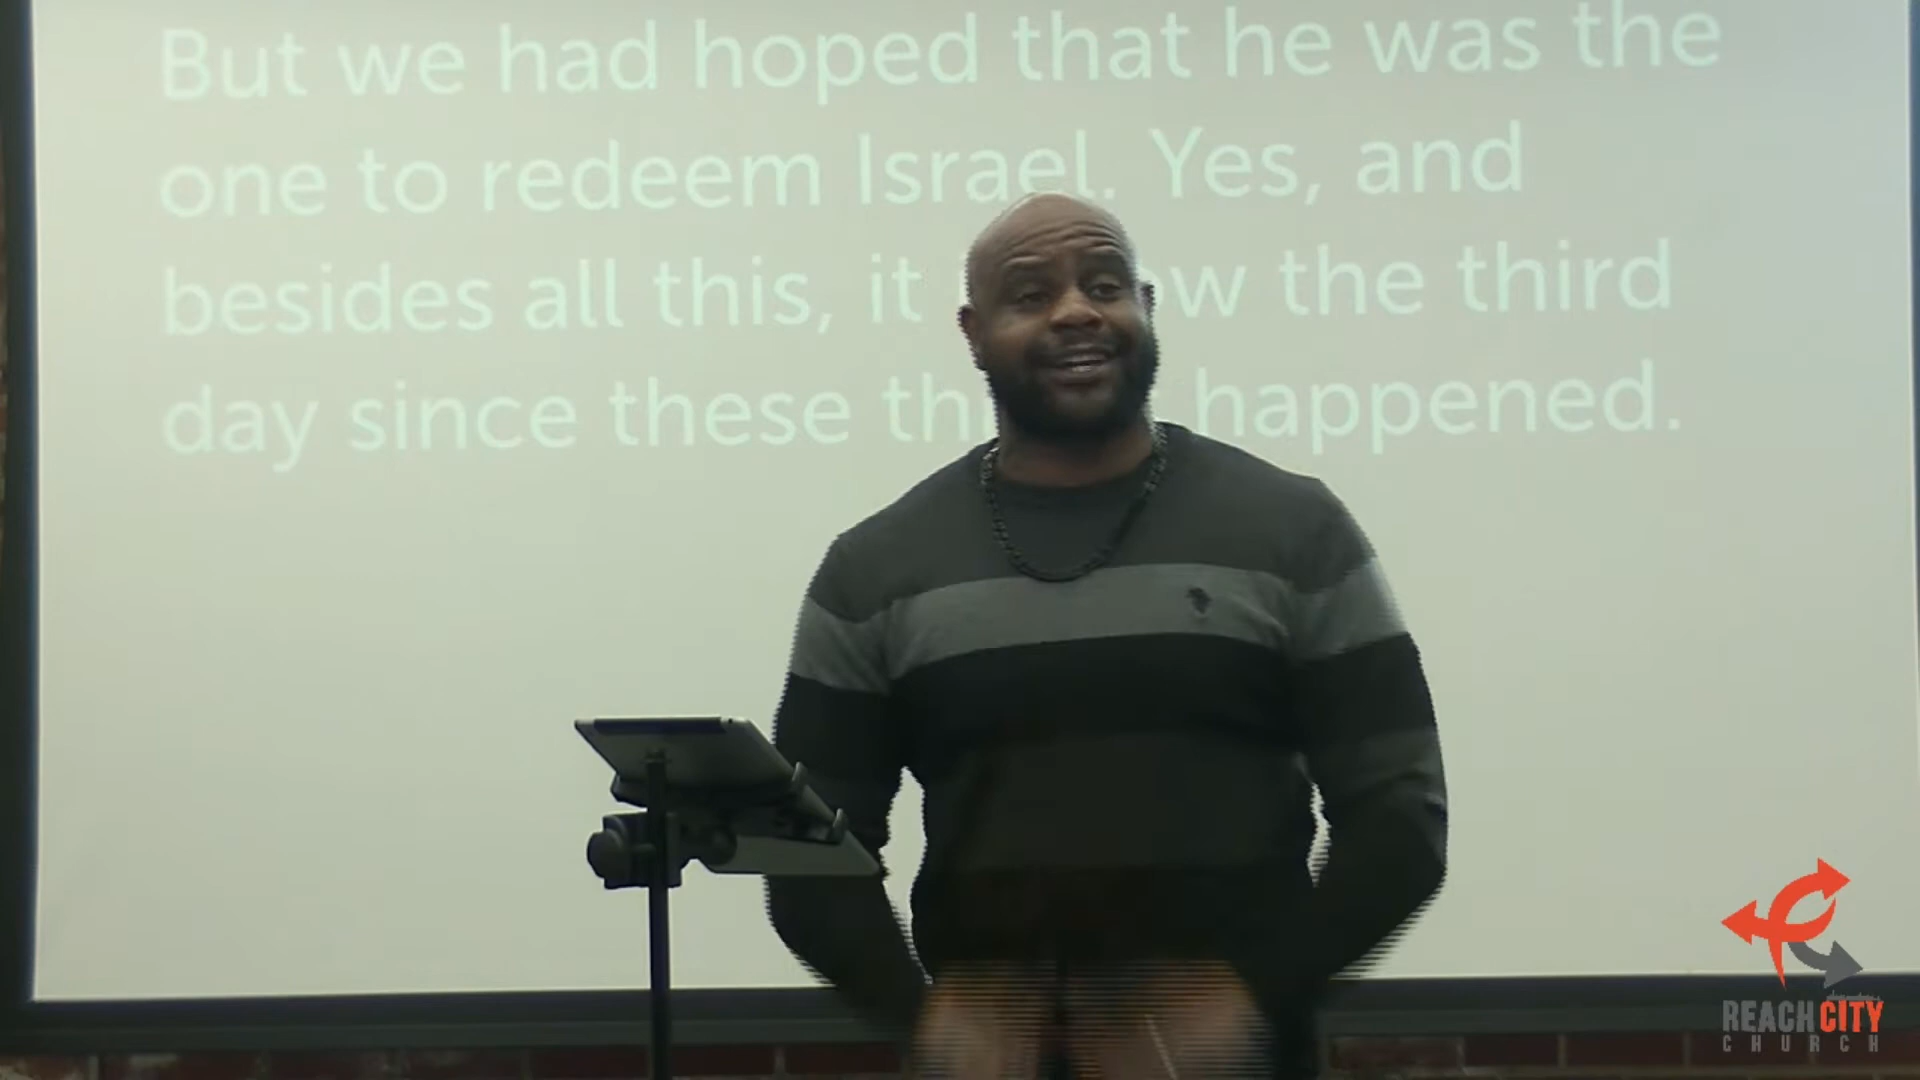 But we had hoped that he was the
one to redeem Israel. Yes, and
besides all this, it ow the third
day since these th happened.
REACH CITY
CHURCH